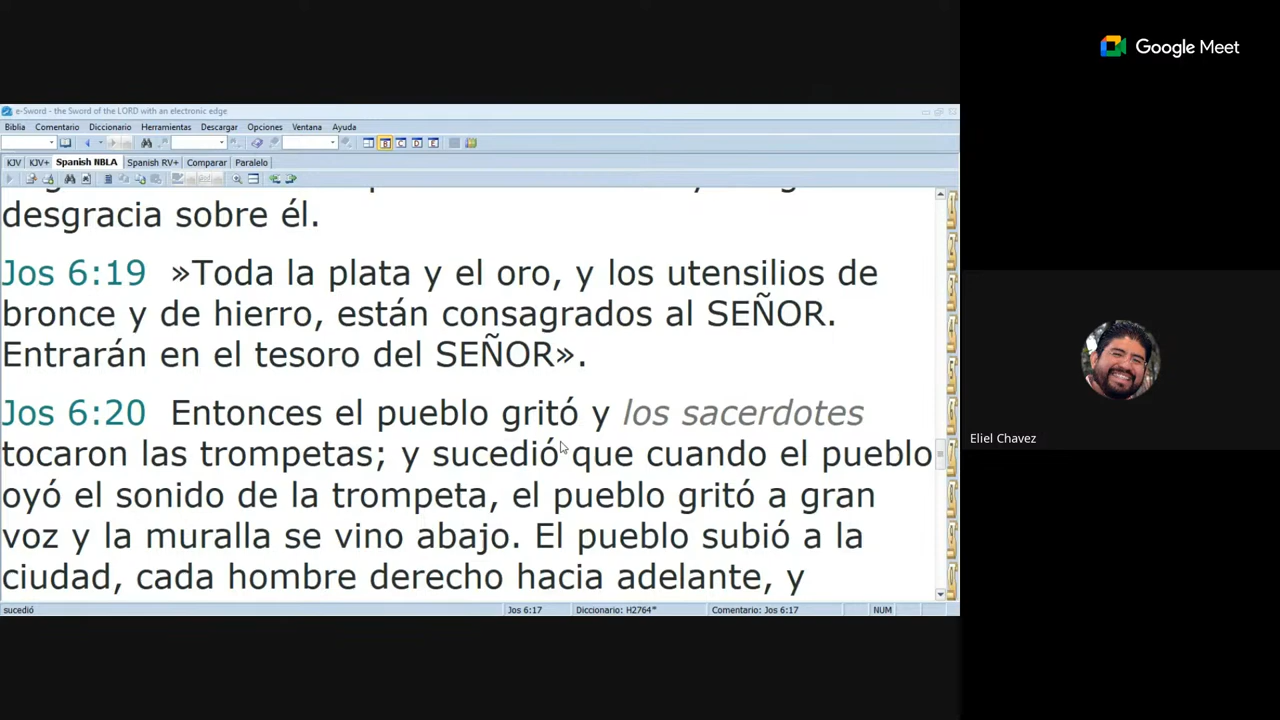 Google Meet
e-Sword - the Sword of the LORD with an electronic edge
Biblia Comentario Diccionario Herramientas Descargar Opciones Ventana Ayuda
KJV KJV+ Spanish NBLA Spanish RV+ Comparar Paralelo
desgracia sobre él.
Jos 6:19 »Toda la plata y el oro, y los utensilios de
bronce y de hierro, están consagrados al SEÑOR.
Entrarán en el tesoro del SEÑOR».
Jos 6:20 Entonces el pueblo gritó y los sacerdotes
tocaron las trompetas; y sucedió que cuando el pueblo
oyó el sonido de la trompeta, el pueblo gritó a gran
voz y la muralla se vino abajo. El pueblo subió a la
ciudad, cada hombre derecho hacia adelante, y
sucedió Jos 6:17 Diccionario: H2764* Comentario: Jos 6:17 NUM
Eliel Chavez